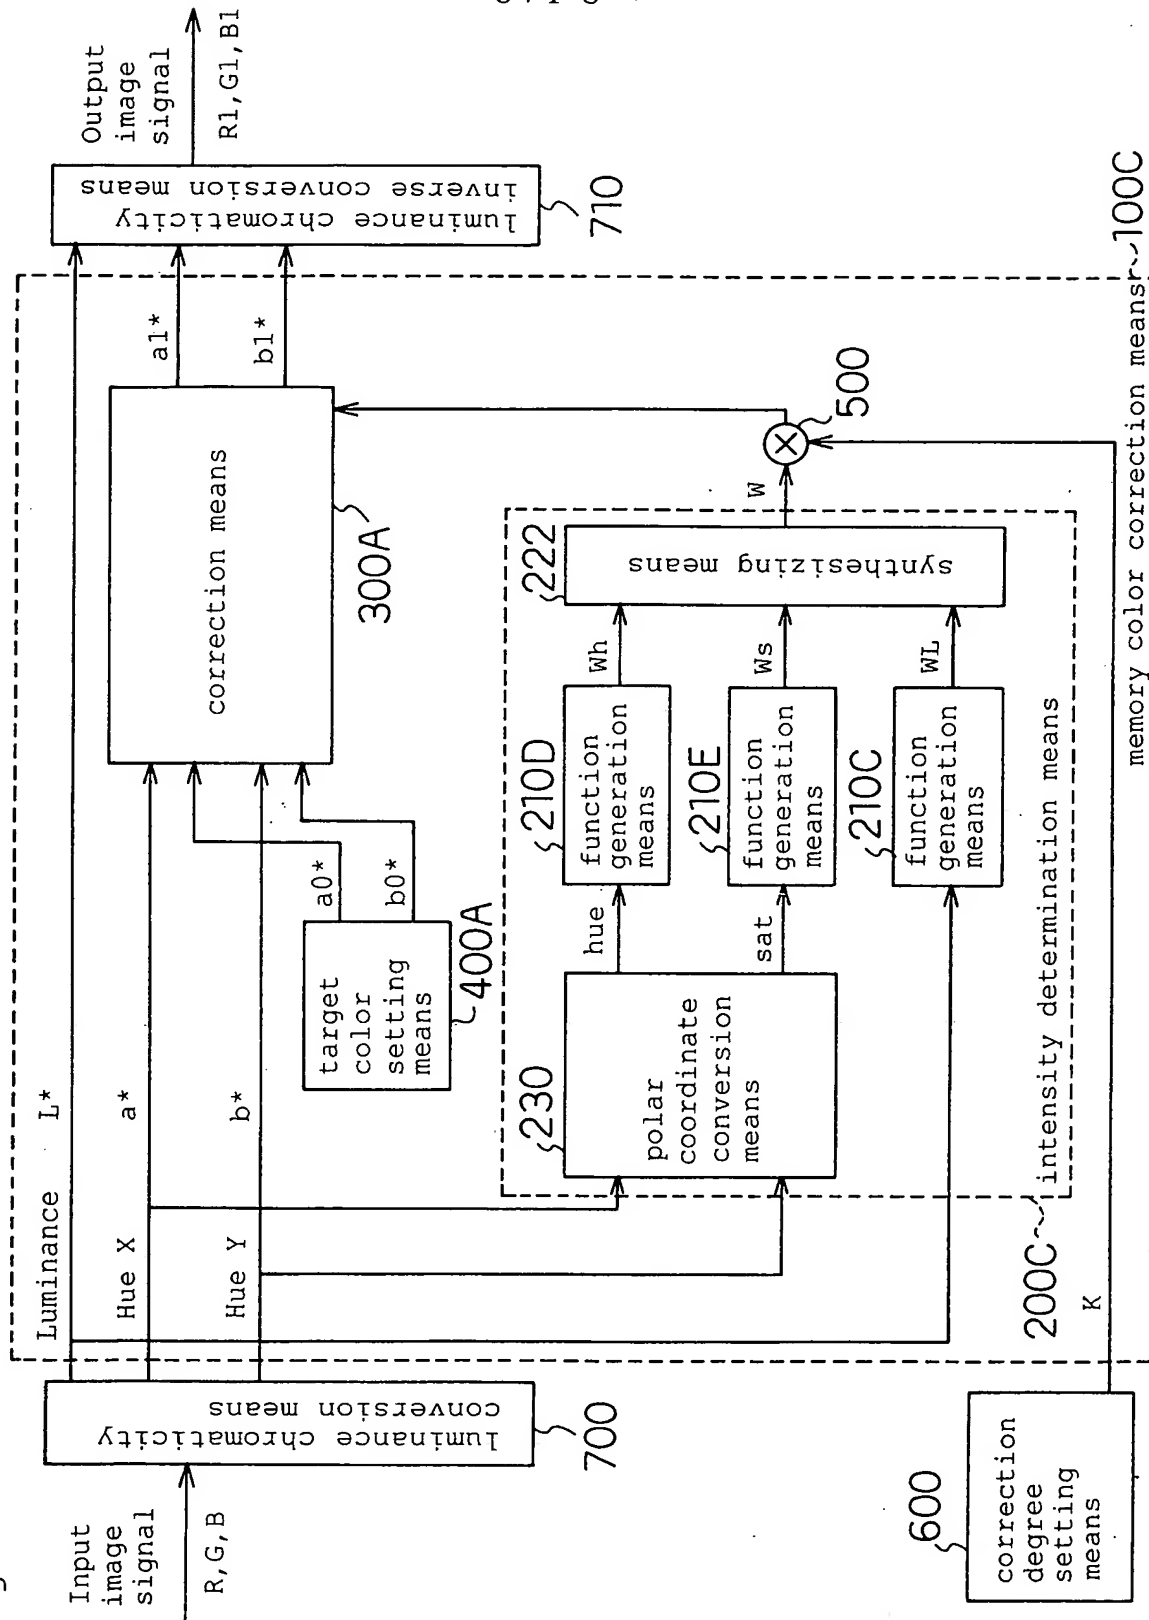 Input
image
signal
R,G,B
luminance chromaticity
conversion means
700
Luminance L*
Hue X a*
Hue Y b*
target
color
setting
means
400A
a0*
b0*
correction means
300A
a1*
b1*
luminance chromaticity
inverse conversion means
710
Output
image
signal
R1,G1,B1
230
polar
coordinate
conversion
means
hue
sat
210D
function
generation
means
210E
function
generation
means
210C
function
generation
means
Wh
Ws
WL
222
synthesizing means
W
500
200C
intensity determination means
K
600
correction
degree
setting
means
memory color correction means
100C